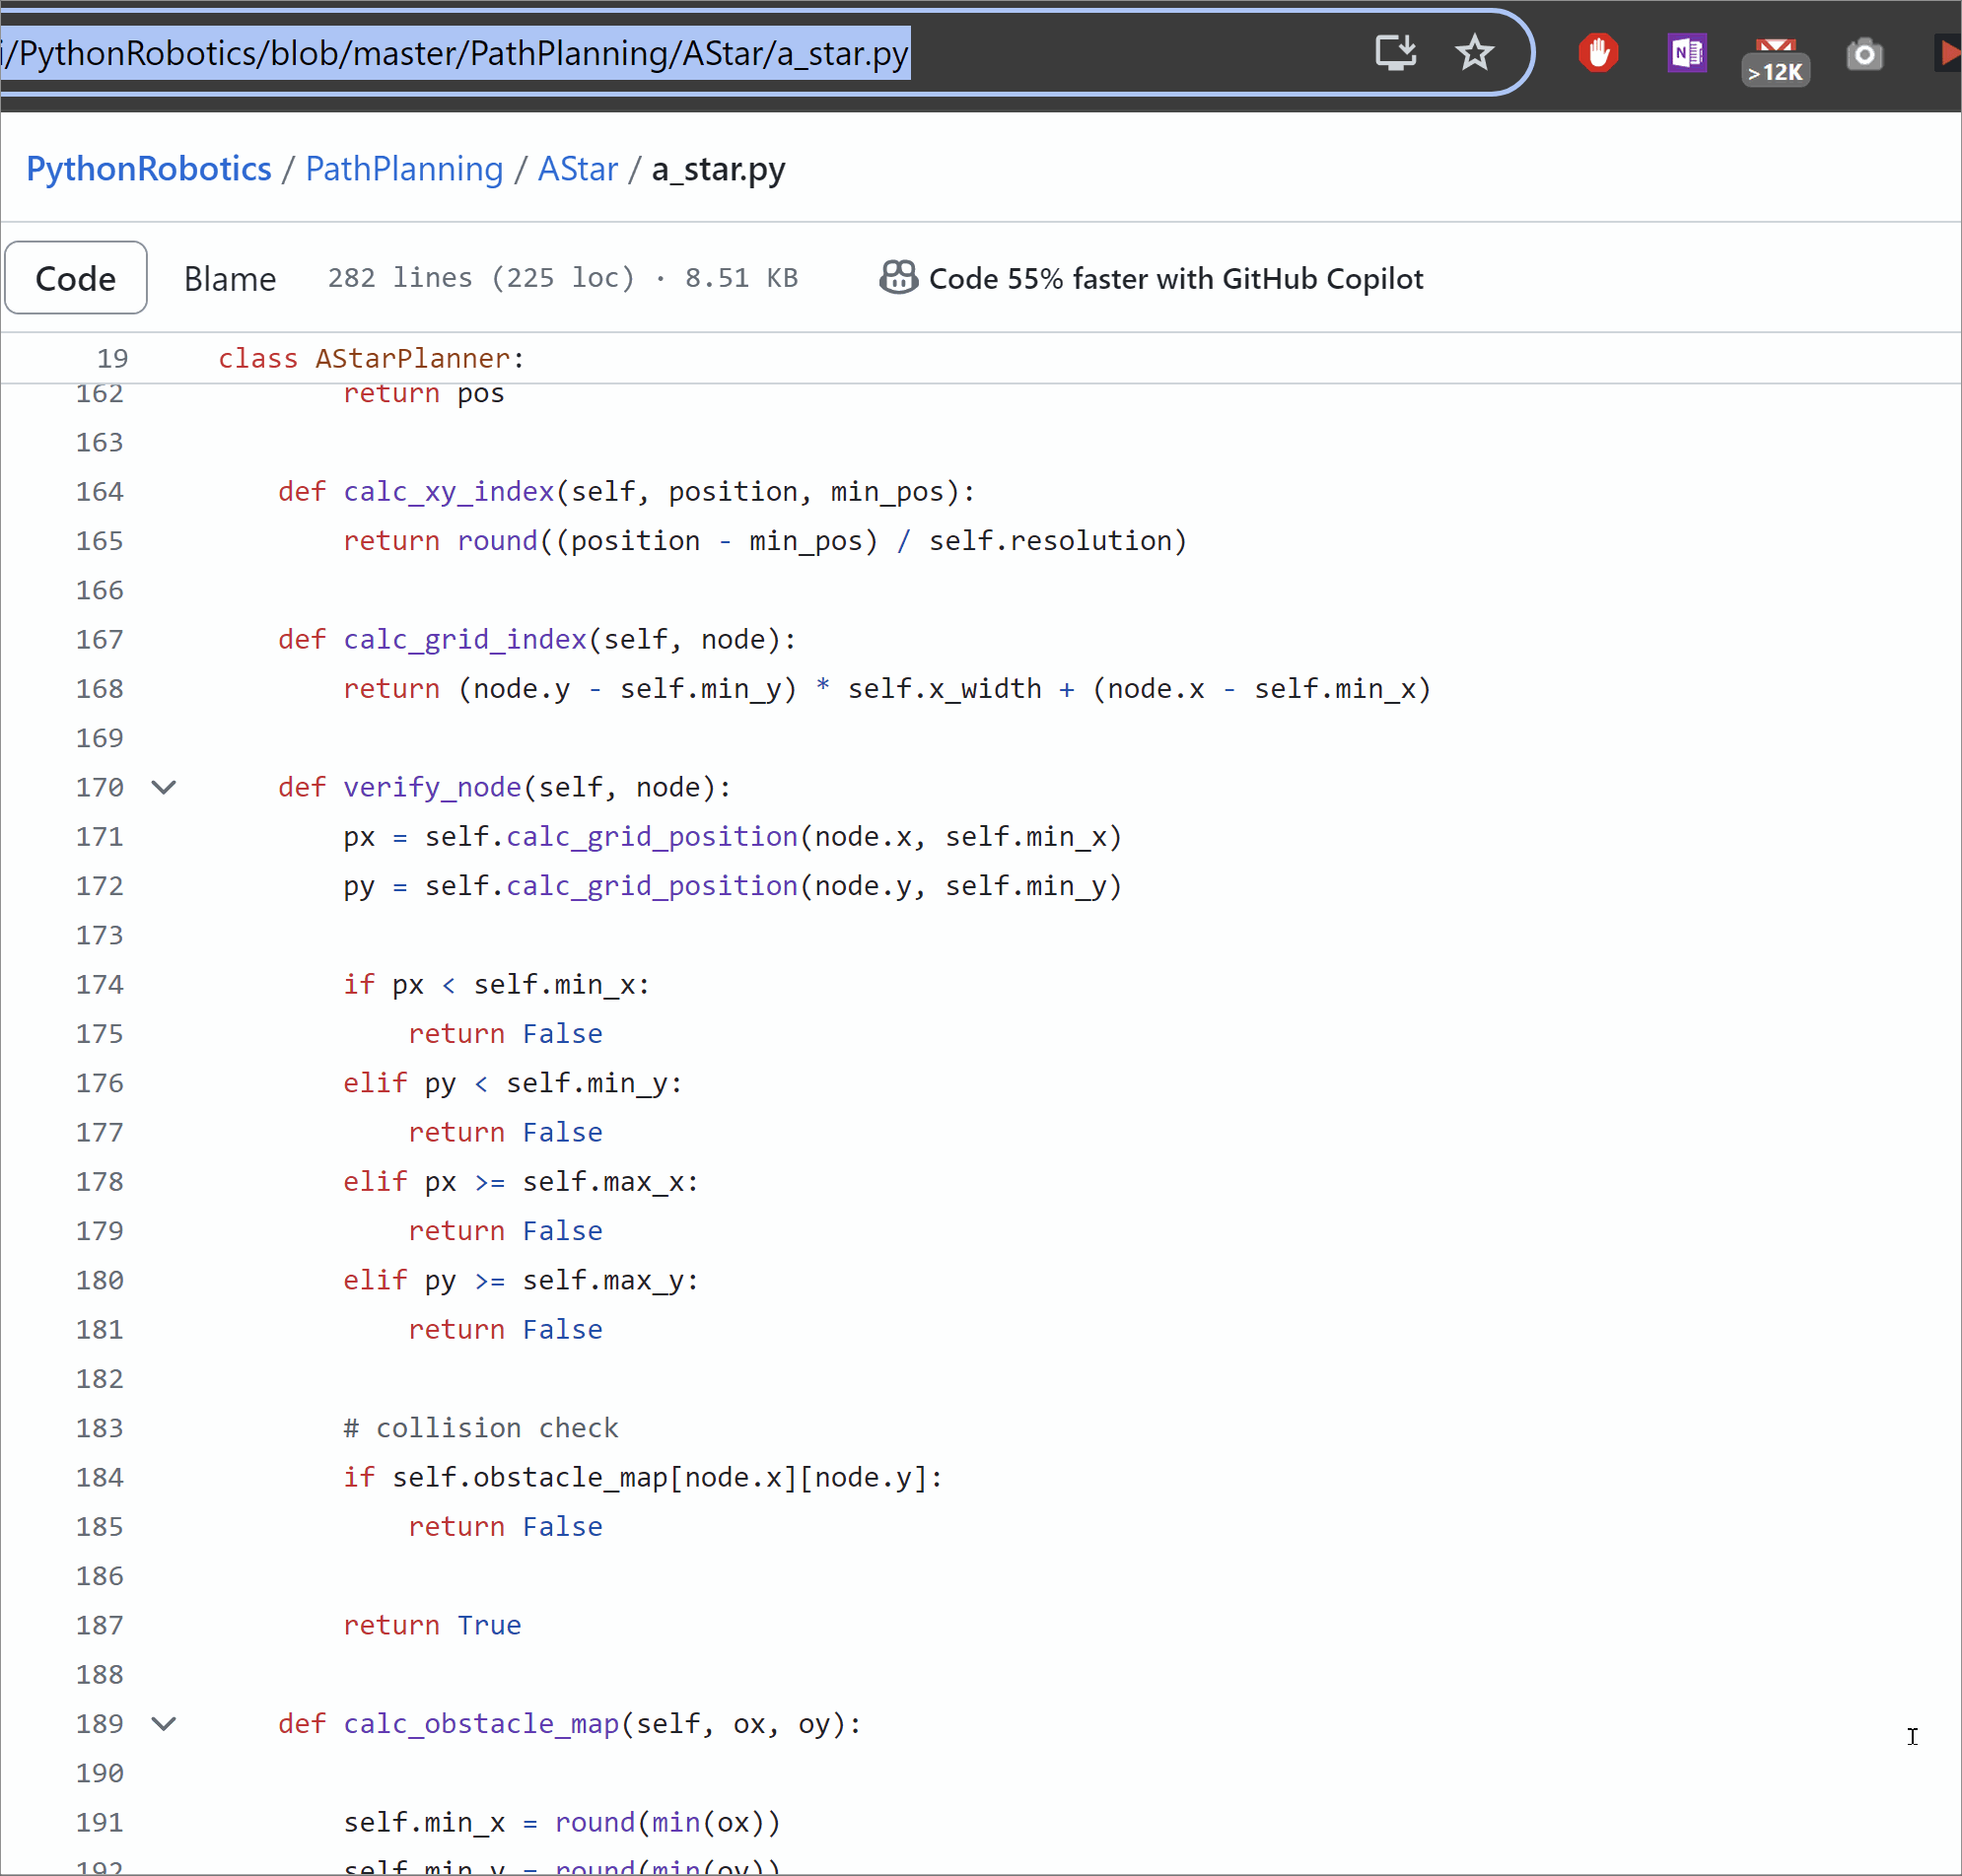 i/PythonRobotics/blob/master/PathPlanning/AStar/a_star.py
N
>12K
PythonRobotics / PathPlanning / AStar / a_star.py
Code Blame 282 lines (225 loc) · 8.51 KB Code 55% faster with GitHub Copilot
19 class AStarPlanner:
162 return pos
163
164 def calc_xy_index(self, position, min_pos):
165 return round((position - min_pos) / self.resolution)
166
167 def calc_grid_index(self, node):
168 return (node.y - self.min_y) * self.x_width + (node.x - self.min_x)
169
170 def verify_node(self, node):
171 px = self.calc_grid_position(node.x, self.min_x)
172 py = self.calc_grid_position(node.y, self.min_y)
173
174 if px < self.min_x:
175 return False
176 elif py < self.min_y:
177 return False
178 elif px >= self.max_x:
179 return False
180 elif py >= self.max_y:
181 return False
182
183 # collision check
184 if self.obstacle_map[node.x][node.y]:
185 return False
186
187 return True
188
189 def calc_obstacle_map(self, ox, oy):
190
191 self.min_x = round(min(ox))
192 self.min_y = round(min(oy))